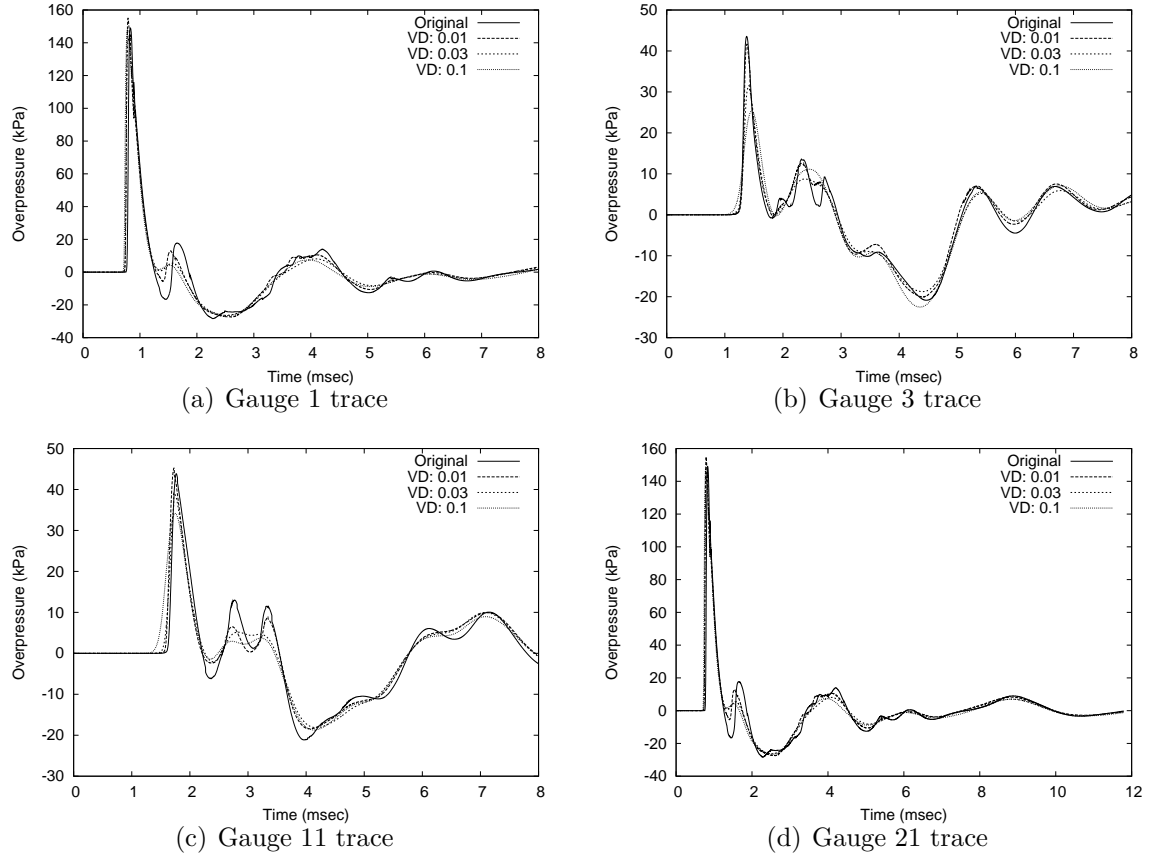 160
140
120
100
80
60
40
20
0
-20
-40
0 1 2 3 4 5 6 7 8
Overpressure (kPa)
Time (msec)
Original
VD: 0.01
VD: 0.03
VD: 0.1
(a) Gauge 1 trace
50
40
30
20
10
0
-10
-20
-30
0 1 2 3 4 5 6 7 8
Overpressure (kPa)
Time (msec)
Original
VD: 0.01
VD: 0.03
VD: 0.1
(b) Gauge 3 trace
50
40
30
20
10
0
-10
-20
-30
0 1 2 3 4 5 6 7 8
Overpressure (kPa)
Time (msec)
Original
VD: 0.01
VD: 0.03
VD: 0.1
(c) Gauge 11 trace
160
140
120
100
80
60
40
20
0
-20
-40
0 2 4 6 8 10 12
Overpressure (kPa)
Time (msec)
Original
VD: 0.01
VD: 0.03
VD: 0.1
(d) Gauge 21 trace